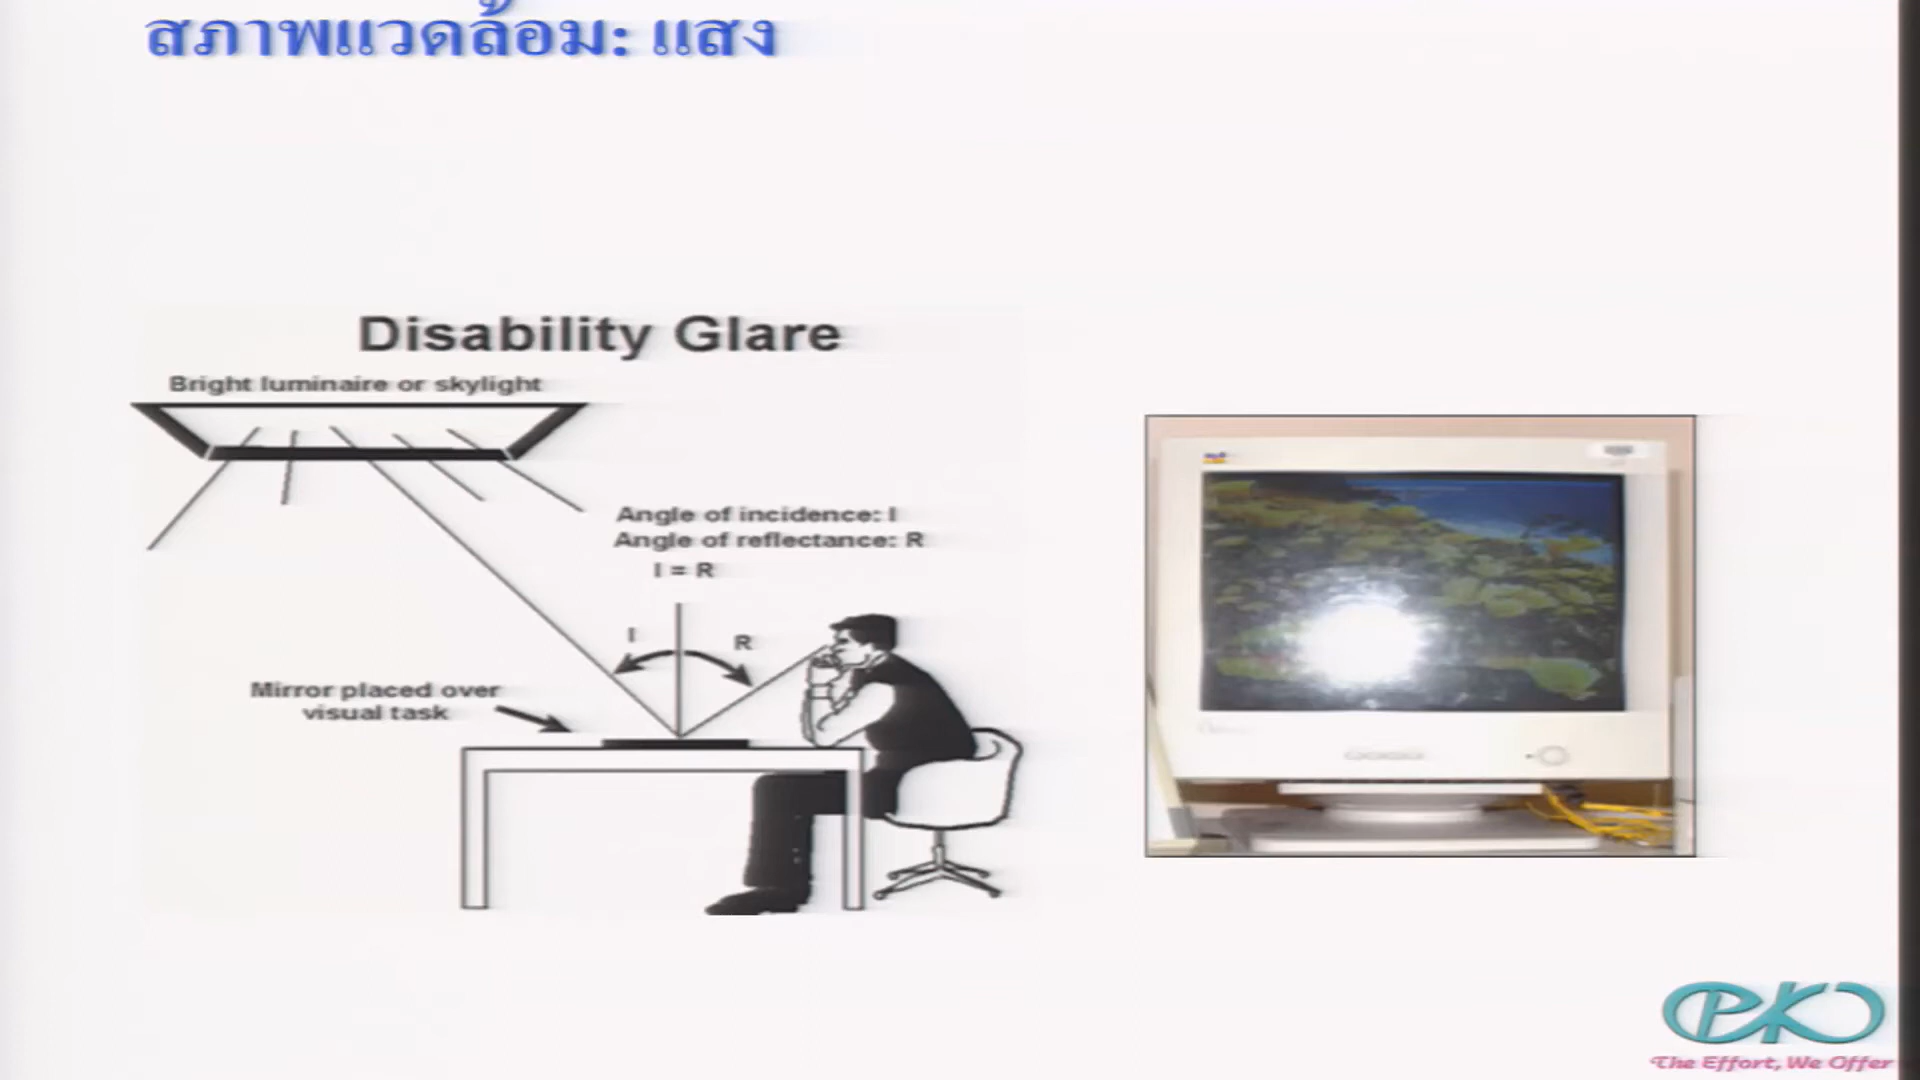 สภาพแวดล้อม: แสง
Disability Glare
Bright luminaire or skylight
Angle of incidence: I
Angle of reflectance: R
I = R
I
R
Mirror placed over
visual task
The Effort, We Offer